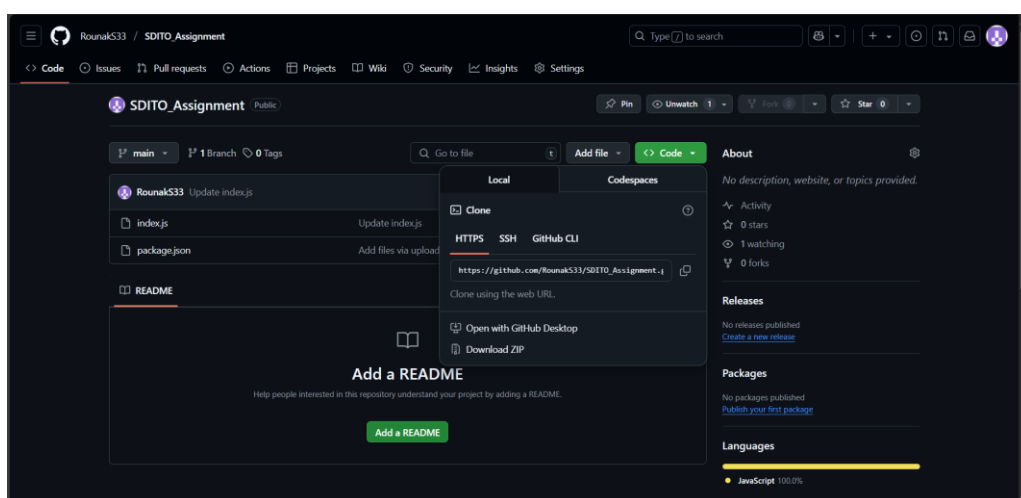 RounakS33 / SDITO_Assignment
Type / to search
Code
Issues
Pull requests
Actions
Projects
Wiki
Security
Insights
Settings
SDITO_Assignment Public
Pin
Unwatch 1
Fork 0
Star 0
main
1 Branch
0 Tags
Go to file
t
Add file
Code
RounakS33 Update index.js
index.js Update index.js
package.json Add files via upload
README
Add a README
Help people interested in this repository understand your project by adding a README.
Add a README
Local
Codespaces
Clone
HTTPS
SSH
GitHub CLI
https://github.com/RounakS33/SDITO_Assignment.g
Clone using the web URL.
Open with GitHub Desktop
Download ZIP
About
No description, website, or topics provided.
Activity
0 stars
1 watching
0 forks
Releases
No releases published
Create a new release
Packages
No packages published
Publish your first package
Languages
JavaScript 100.0%